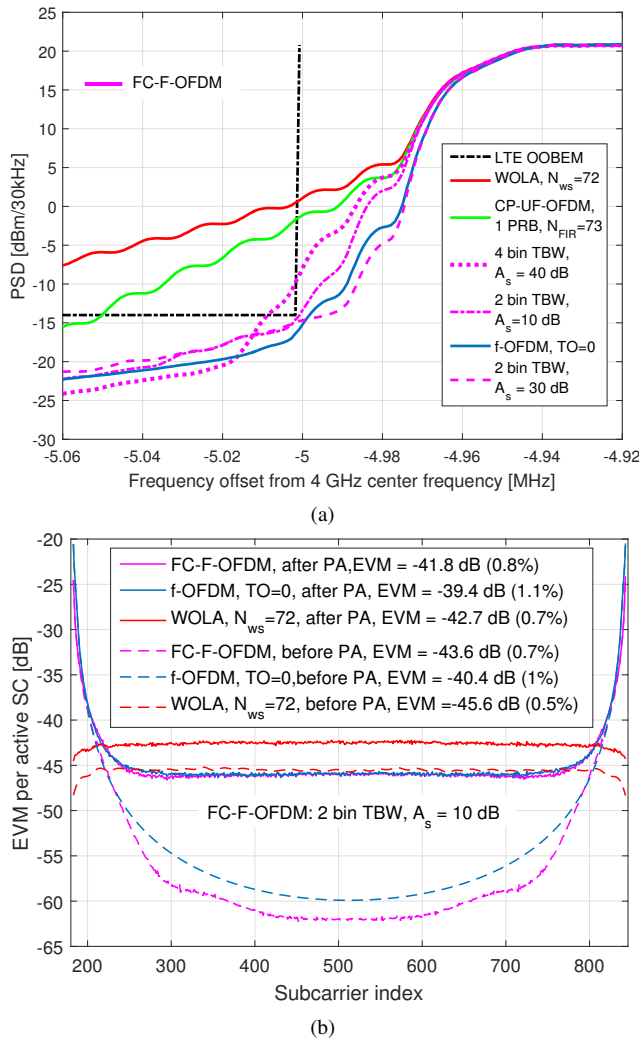 25
20
15
10
5
0
-5
-10
-15
-20
-25
-30
PSD [dBm/30kHz]
FC-F-OFDM
LTE OOBEM
WOLA, N_ws=72
CP-UF-OFDM,
1 PRB, N_FIR=73
4 bin TBW,
A_s = 40 dB
2 bin TBW,
A_s=10 dB
f-OFDM, TO=0
2 bin TBW,
A_s = 30 dB
-5.06 -5.04 -5.02 -5 -4.98 -4.96 -4.94 -4.92
Frequency offset from 4 GHz center frequency [MHz]
(a)
-20
-25
-30
-35
-40
-45
-50
-55
-60
-65
EVM per active SC [dB]
FC-F-OFDM, after PA,EVM = -41.8 dB (0.8%)
f-OFDM, TO=0, after PA, EVM = -39.4 dB (1.1%)
WOLA, N_ws=72, after PA, EVM = -42.7 dB (0.7%)
FC-F-OFDM, before PA, EVM = -43.6 dB (0.7%)
f-OFDM, TO=0,before PA, EVM = -40.4 dB (1%)
WOLA, N_ws=72, before PA, EVM =-45.6 dB (0.5%)
FC-F-OFDM: 2 bin TBW, A_s = 10 dB
200 300 400 500 600 700 800
Subcarrier index
(b)